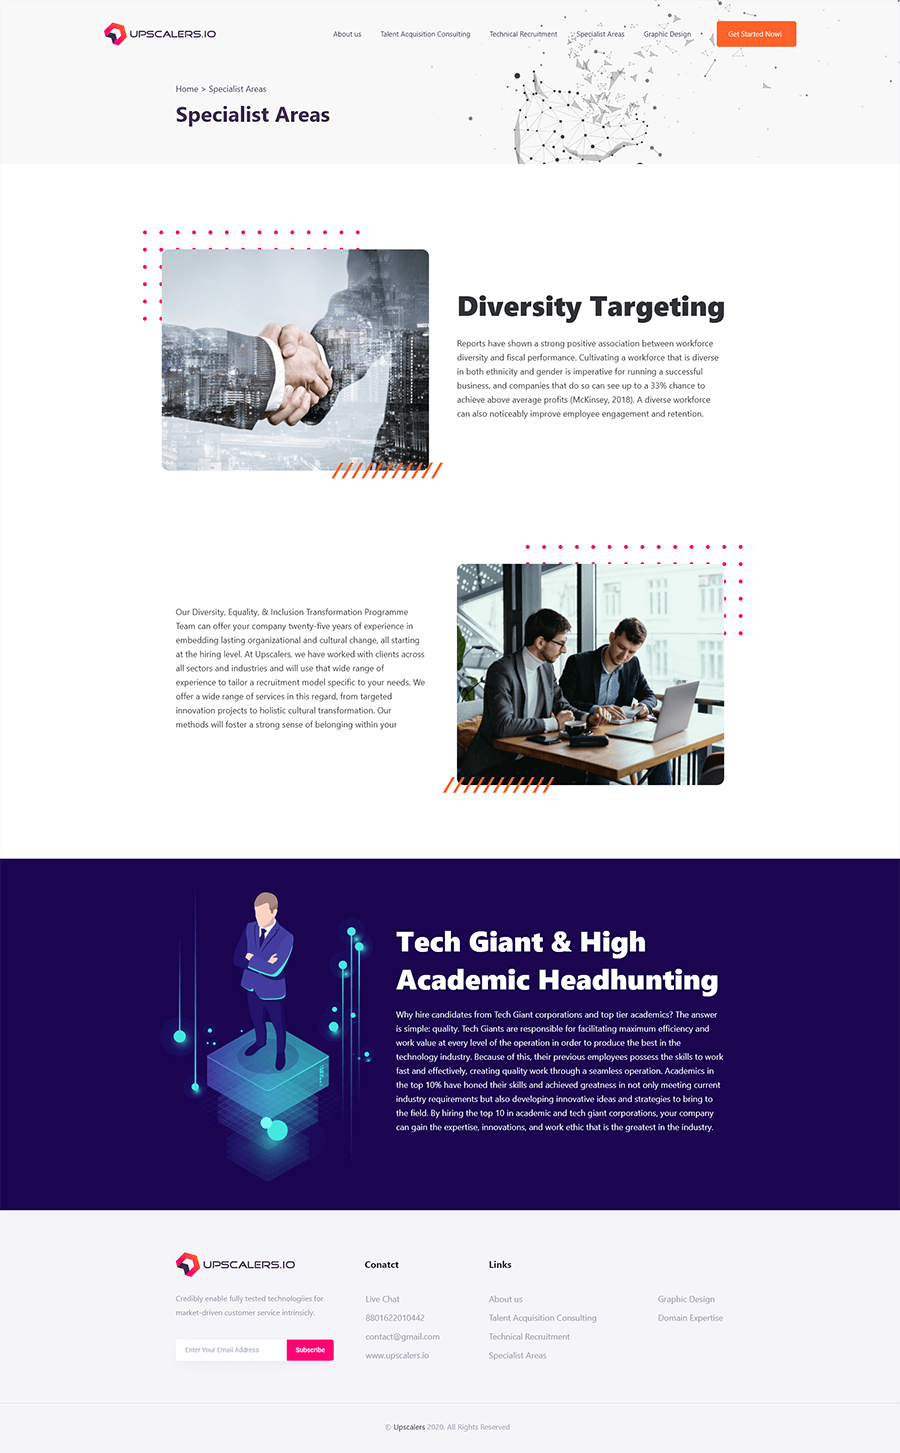 UPSCALERS.IO
About us
Talent Acquisition Consulting
Technical Recruitment
Specialist Areas
Graphic Design
Get Started Now!
Home > Specialist Areas
Specialist Areas
Diversity Targeting
Reports have shown a strong positive association between workforce
diversity and fiscal performance. Cultivating a workforce that is diverse
in both ethnicity and gender is imperative for running a successful
business, and companies that do so can see up to a 33% chance to
achieve above average profits (McKinsey, 2018). A diverse workforce
can also noticeably improve employee engagement and retention.
Our Diversity, Equality, & Inclusion Transformation Programme
Team can offer your company twenty-five years of experience in
embedding lasting organizational and cultural change, all starting
at the hiring level. At Upscalers, we have worked with clients across
all sectors and industries and will use that wide range of
experience to tailor a recruitment model specific to your needs. We
offer a wide range of services in this regard, from targeted
innovation projects to holistic cultural transformation. Our
methods will foster a strong sense of belonging within your
Tech Giant & High
Academic Headhunting
Why hire candidates from Tech Giant corporations and top tier academics? The answer
is simple: quality. Tech Giants are responsible for facilitating maximum efficiency and
work value at every level of the operation in order to produce the best in the
technology industry. Because of this, their previous employees possess the skills to work
fast and effectively, creating quality work through a seamless operation. Academics in
the top 10% have honed their skills and achieved greatness in not only meeting current
industry requirements but also developing innovative ideas and strategies to bring to
the field. By hiring the top 10 in academic and tech giant corporations, your company
can gain the expertise, innovations, and work ethic that is the greatest in the industry.
UPSCALERS.IO
Credibly enable fully tested technologiies for
market-driven customer service intrinsicly.
Enter Your Email Address
Subscribe
Conatct
Live Chat
8801622010442
contact@gmail.com
www.upscalers.io
Links
About us
Talent Acquisition Consulting
Technical Recruitment
Specialist Areas
Graphic Design
Domain Expertise
© Upscalers 2020. All Rights Reserved